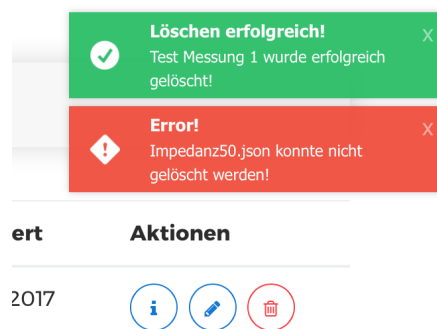 Löschen erfolgreich! X
Test Messung 1 wurde erfolgreich
gelöscht!
Error! X
Impedanz50.json konnte nicht
gelöscht werden!
ert Aktionen
2017